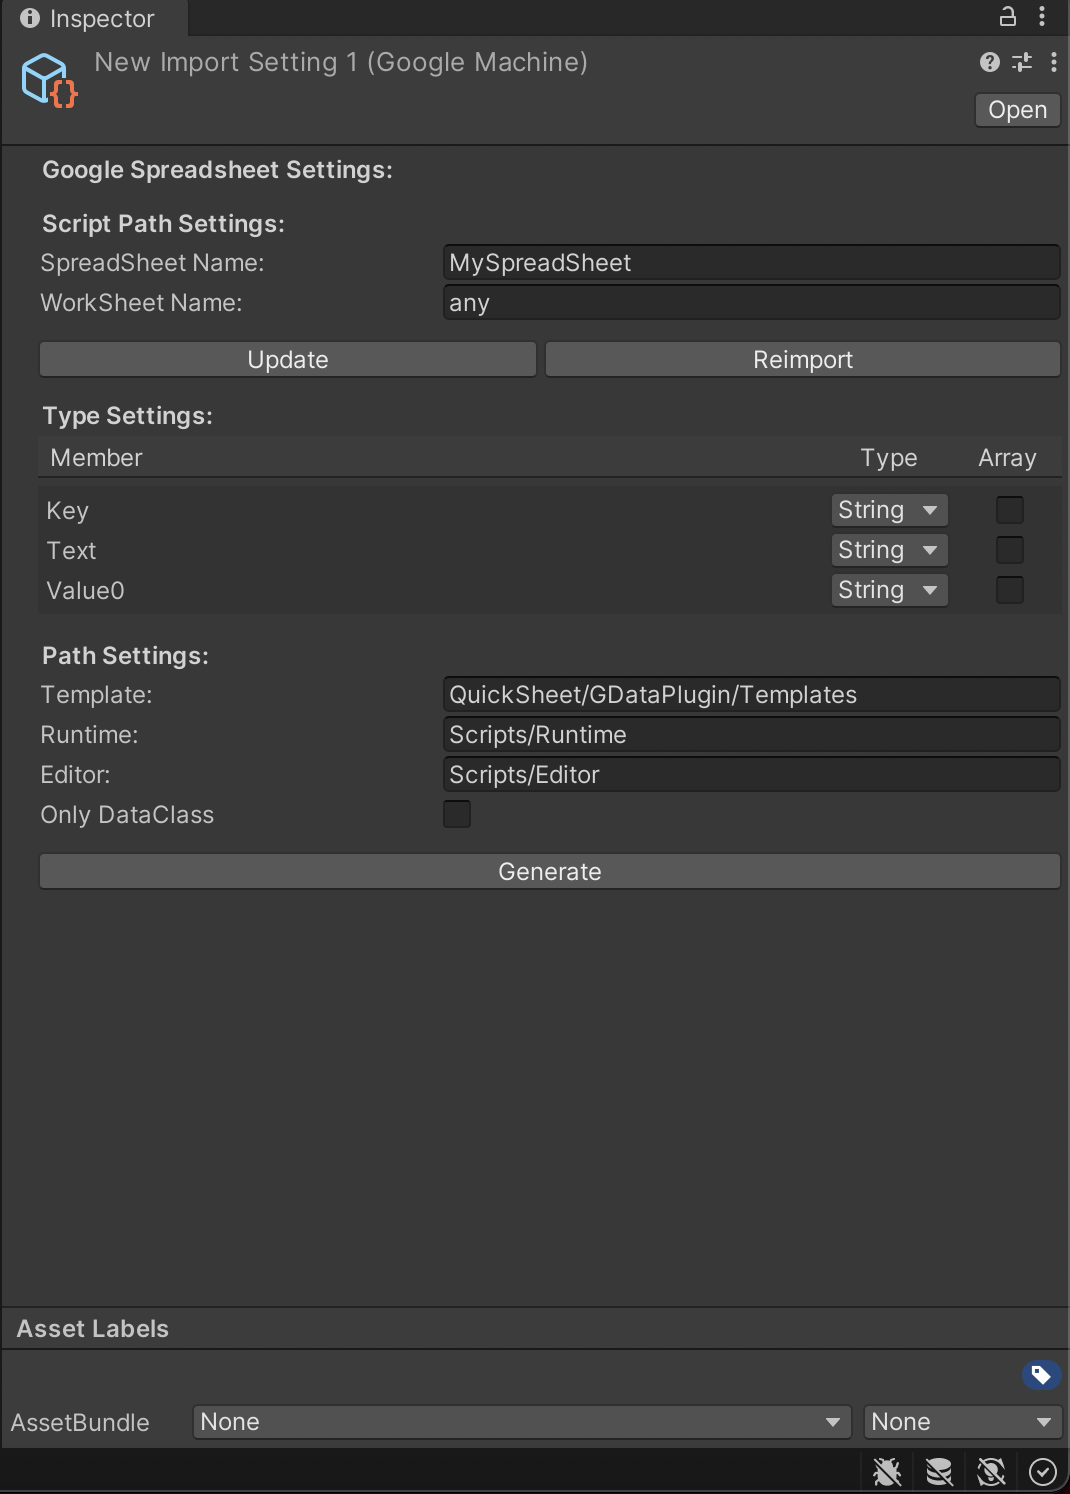 Inspector
New Import Setting 1 (Google Machine)
Open
Google Spreadsheet Settings:
Script Path Settings:
SpreadSheet Name: MySpreadSheet
WorkSheet Name: any
Update Reimport
Type Settings:
Member Type Array
Key String
Text String
Value0 String
Path Settings:
Template: QuickSheet/GDataPlugin/Templates
Runtime: Scripts/Runtime
Editor: Scripts/Editor
Only DataClass
Generate
Asset Labels
AssetBundle None None